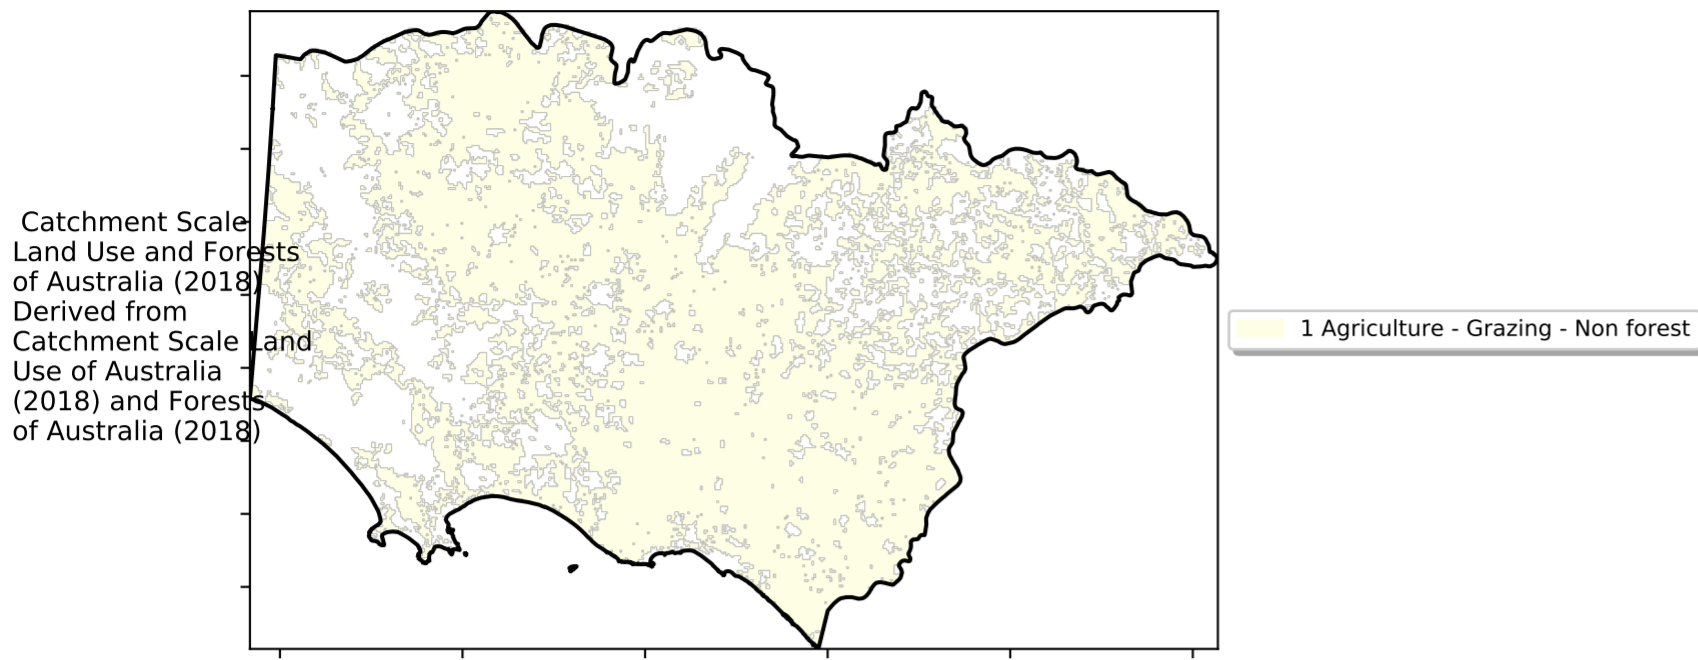 Catchment Scale
Land Use and Forests
of Australia (2018)
Derived from
Catchment Scale Land
Use of Australia
(2018) and Forests
of Australia (2018)
1 Agriculture - Grazing - Non forest